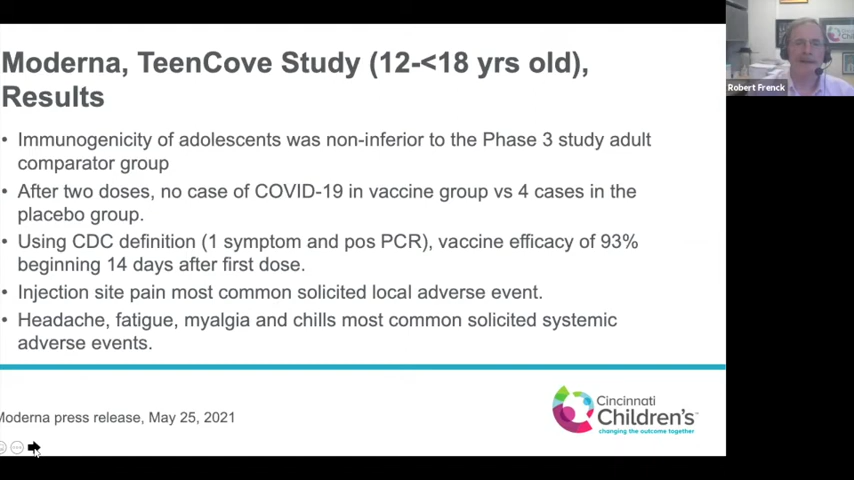 Moderna, TeenCove Study (12-<18 yrs old),
Results
• Immunogenicity of adolescents was non-inferior to the Phase 3 study adult
comparator group
• After two doses, no case of COVID-19 in vaccine group vs 4 cases in the
placebo group.
• Using CDC definition (1 symptom and pos PCR), vaccine efficacy of 93%
beginning 14 days after first dose.
• Injection site pain most common solicited local adverse event.
• Headache, fatigue, myalgia and chills most common solicited systemic
adverse events.
Moderna press release, May 25, 2021
Cincinnati
Children's
changing the outcome together
Robert Frenck